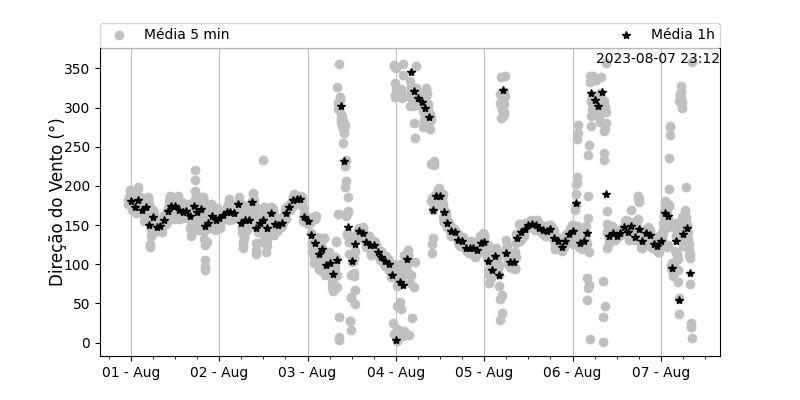 Média 5 min
Média 1h
2023-08-07 23:12
Direção do Vento (°)
350
300
250
200
150
100
50
0
01 - Aug
02 - Aug
03 - Aug
04 - Aug
05 - Aug
06 - Aug
07 - Aug